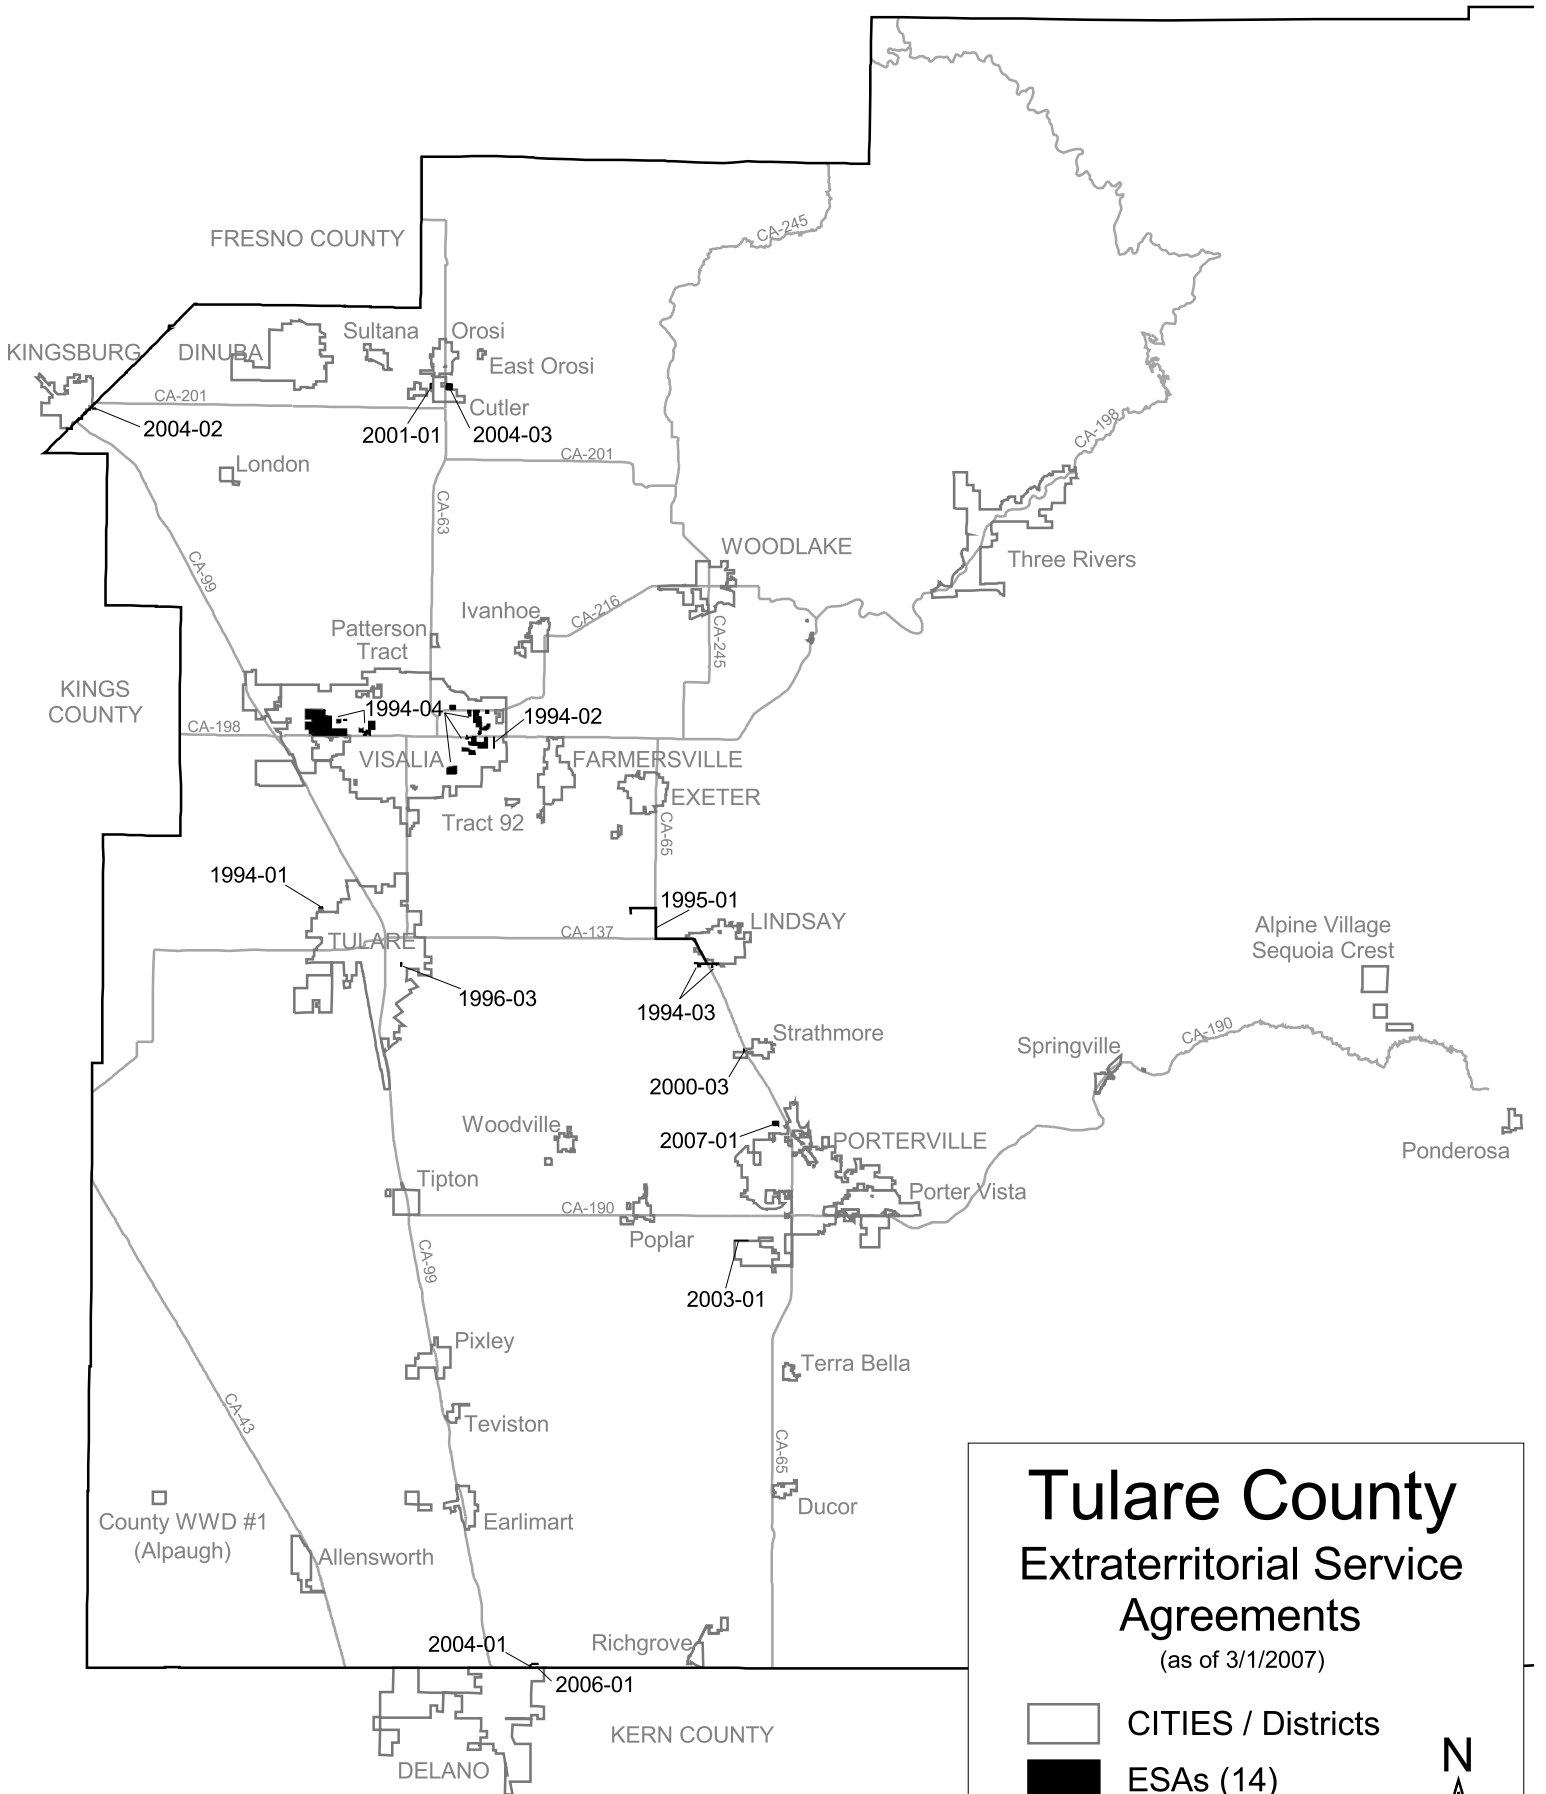 CA-245
FRESNO COUNTY
Sultana
Orosi
KINGSBURG
DINUBA
East Orosi
CA-201
Cutler
2004-02
2001-01
2004-03
CA-198
London
CA-201
CA-63
WOODLAKE
Three Rivers
CA-99
Ivanhoe
CA-216
Patterson
Tract
CA-245
KINGS
COUNTY
1994-04
1994-02
CA-198
VISALIA
FARMERSVILLE
EXETER
Tract 92
CA-65
1994-01
1995-01
LINDSAY
Alpine Village
Sequoia Crest
TULARE
CA-137
1996-03
1994-03
Strathmore
CA-190
Springville
2000-03
Woodville
2007-01
PORTERVILLE
Ponderosa
Tipton
Porter Vista
CA-190
Poplar
CA-99
2003-01
Pixley
Terra Bella
CA-43
Teviston
CA-65
Ducor
County WWD #1
(Alpaugh)
Earlimart
Allensworth
Richgrove
2004-01
2006-01
KERN COUNTY
DELANO
Tulare County
Extraterritorial Service
Agreements
(as of 3/1/2007)
CITIES / Districts
N
ESAs (14)